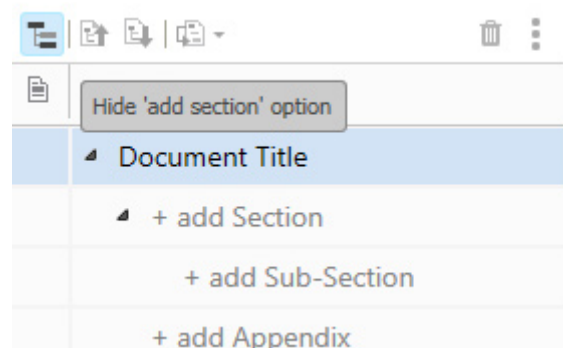 Hide 'add section' option
Document Title
+ add Section
+ add Sub-Section
+ add Appendix